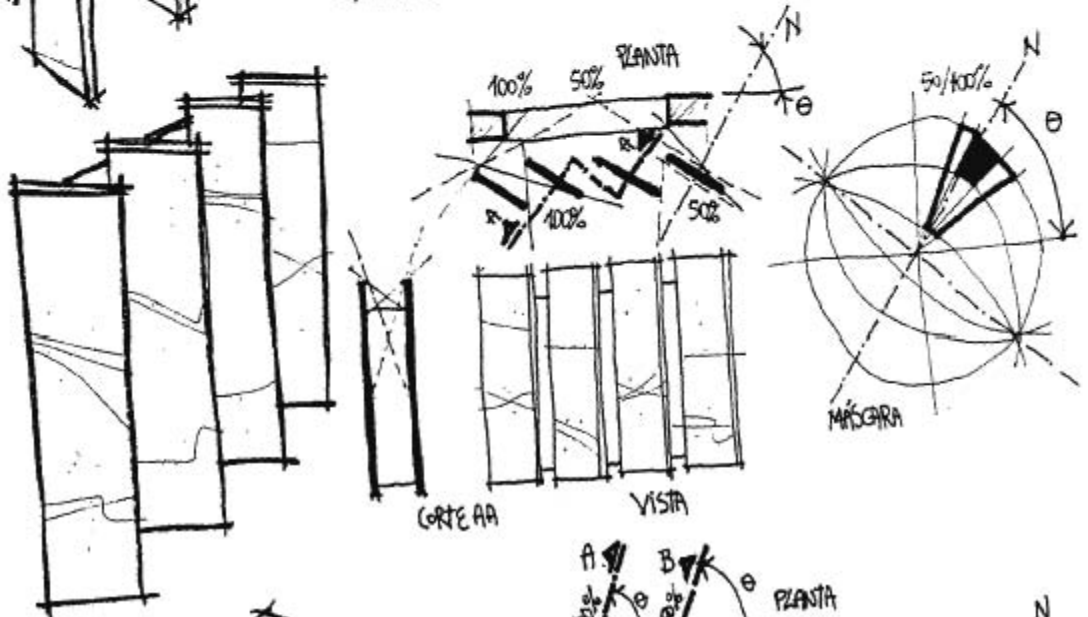 PLANTA
N
100%
50%
50/100%
N
θ
θ
100%
50%
MÁSCARA
CORTE AA
VISTA
A
B
θ
θ
PLANTA
N